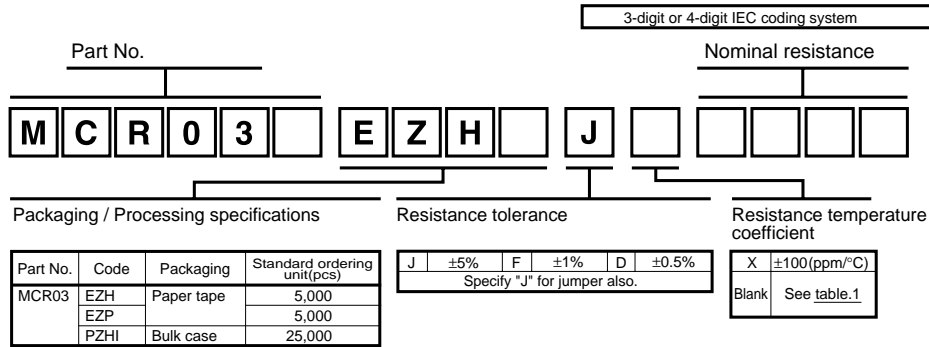 3-digit or 4-digit IEC coding system
Part No.
Nominal resistance
M C R 0 3 E Z H J
Packaging / Processing specifications
Resistance tolerance
Resistance temperature
coefficient
Part No. Code Packaging Standard ordering
unit(pcs)
MCR03 EZH Paper tape 5,000
EZP 5,000
PZHI Bulk case 25,000
J ±5% F ±1% D ±0.5%
Specify "J" for jumper also.
X ±100(ppm/°C)
Blank See table.1